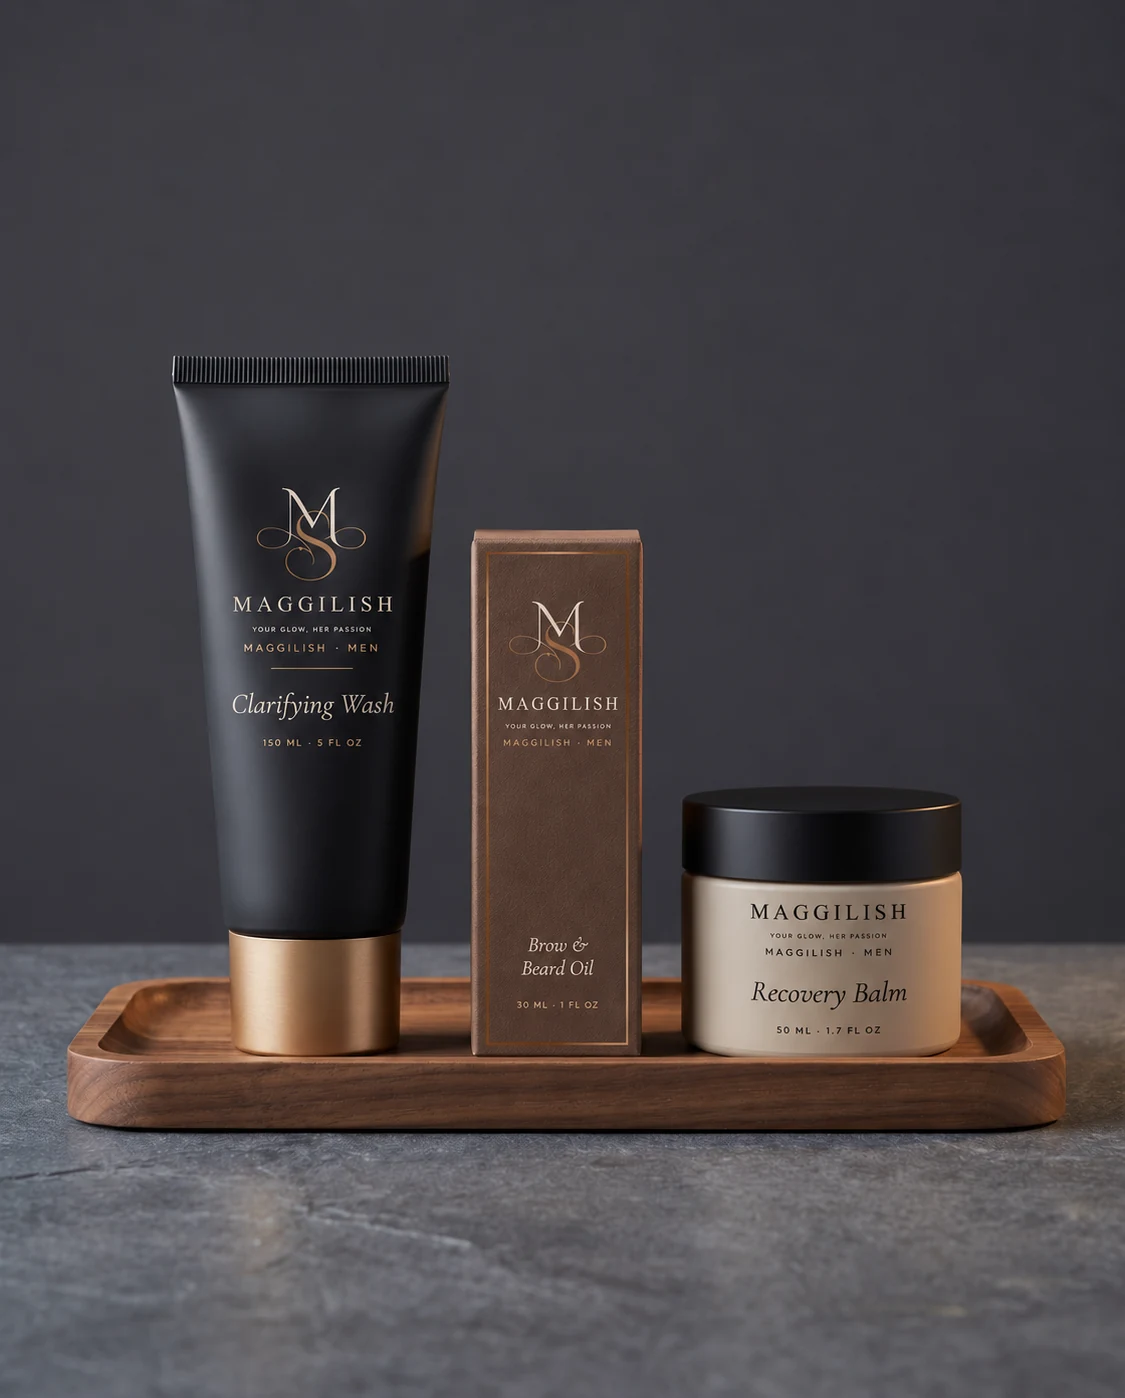 MS
MAGGILISH
YOUR GLOW, HER PASSION
MAGGILISH · MEN
Clarifying Wash
150 ML · 5 FL OZ
MS
MAGGILISH
YOUR GLOW, HER PASSION
MAGGILISH · MEN
Brow &
Beard Oil
30 ML · 1 FL OZ
MAGGILISH
YOUR GLOW, HER PASSION
MAGGILISH · MEN
Recovery Balm
50 ML · 1.7 FL OZ